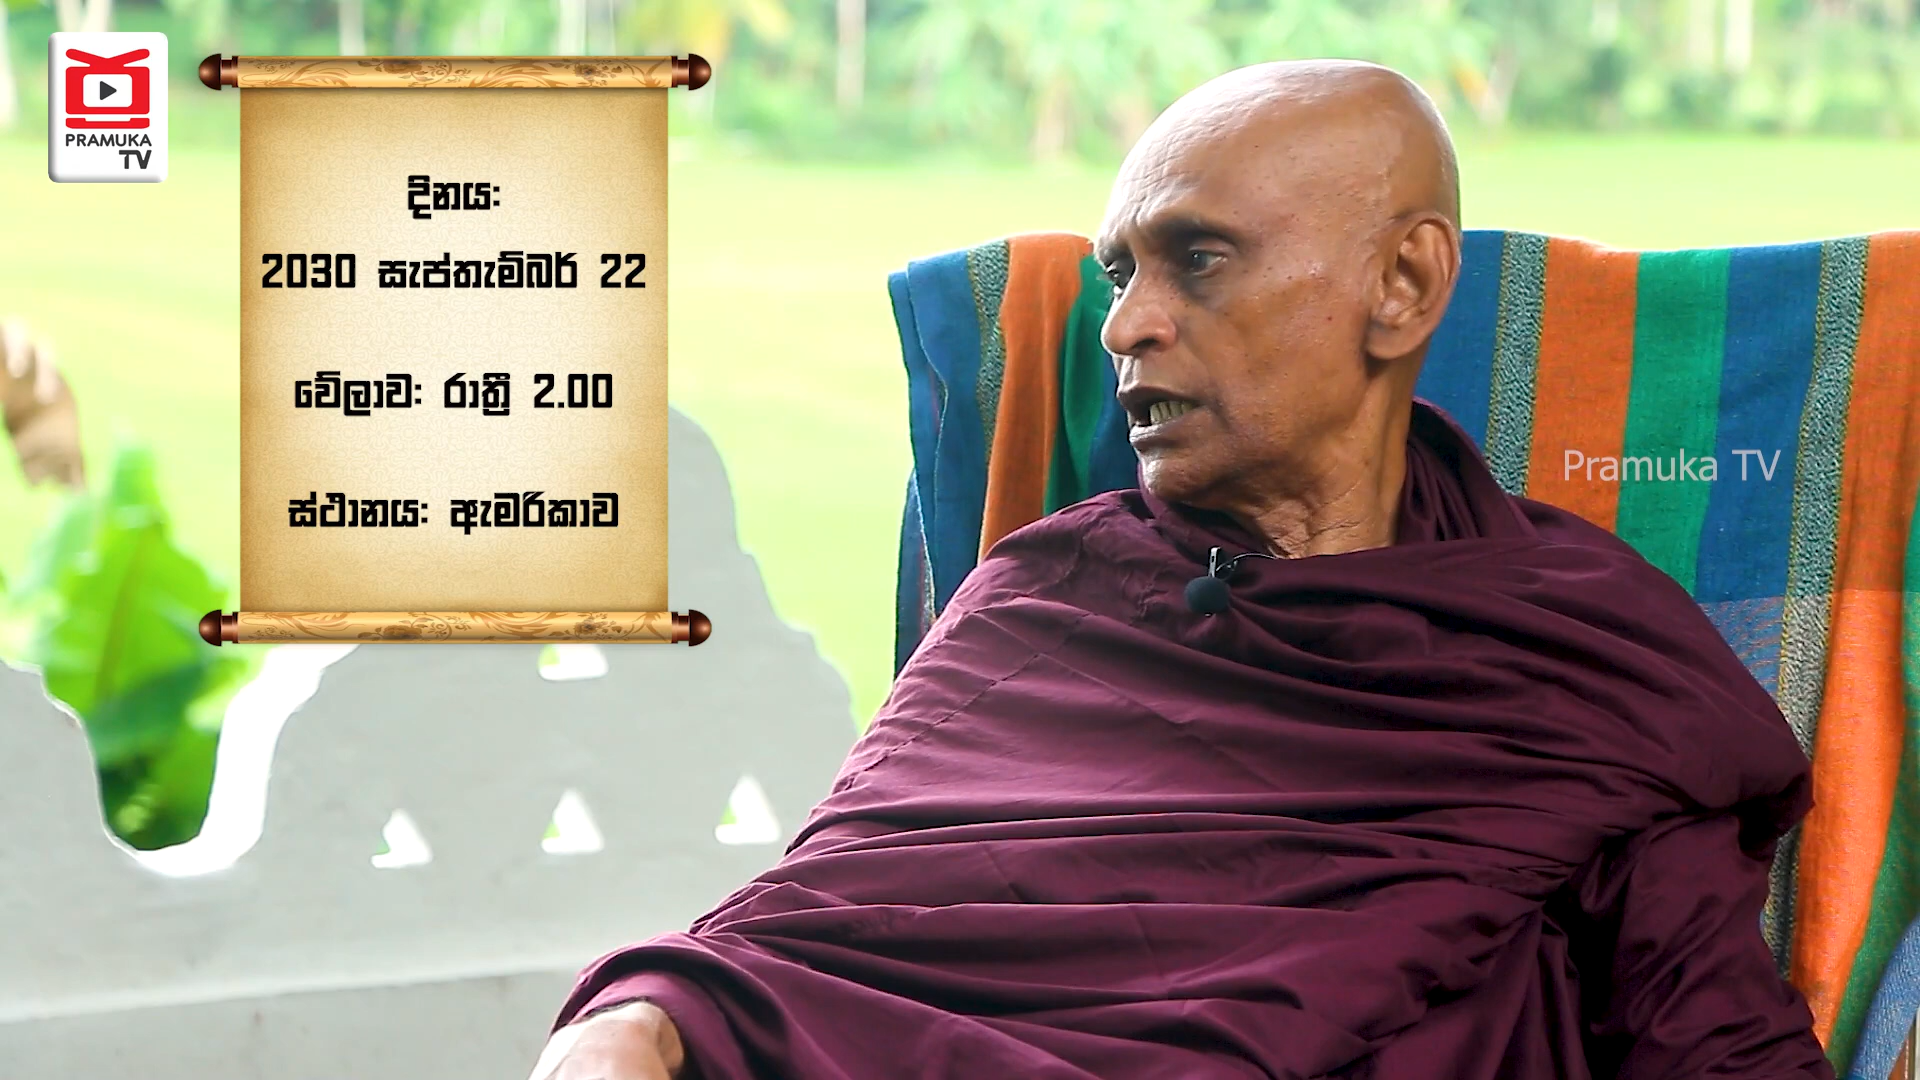 PRAMUKA
TV
දිනය:
2030 සැප්තැම්බර් 22
වේලාව: රාත්‍රී 2.00
ස්ථානය: ඇමරිකාව
Pramuka TV